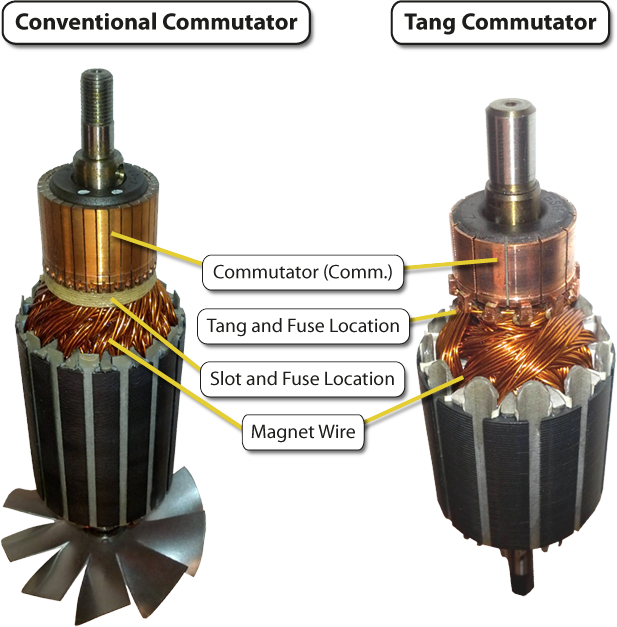 Conventional Commutator
Tang Commutator
Commutator (Comm.)
Tang and Fuse Location
Slot and Fuse Location
Magnet Wire